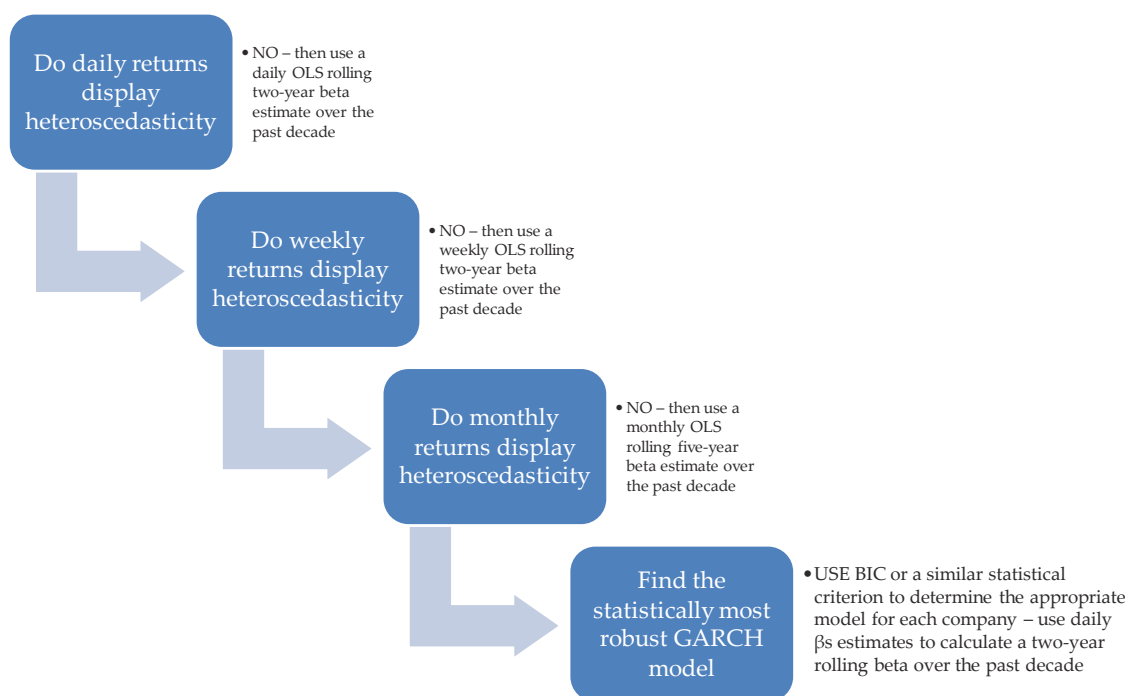 Do daily returns
display
heteroscedasticity
• NO – then use a
daily OLS rolling
two-year beta
estimate over the
past decade
Do weekly
returns display
heteroscedasticity
• NO – then use a
weekly OLS rolling
two-year beta
estimate over the
past decade
Do monthly
returns display
heteroscedasticity
• NO – then use a
monthly OLS
rolling five-year
beta estimate over
the past decade
Find the
statistically most
robust GARCH
model
• USE BIC or a similar statistical
criterion to determine the appropriate
model for each company – use daily
βs estimates to calculate a two-year
rolling beta over the past decade